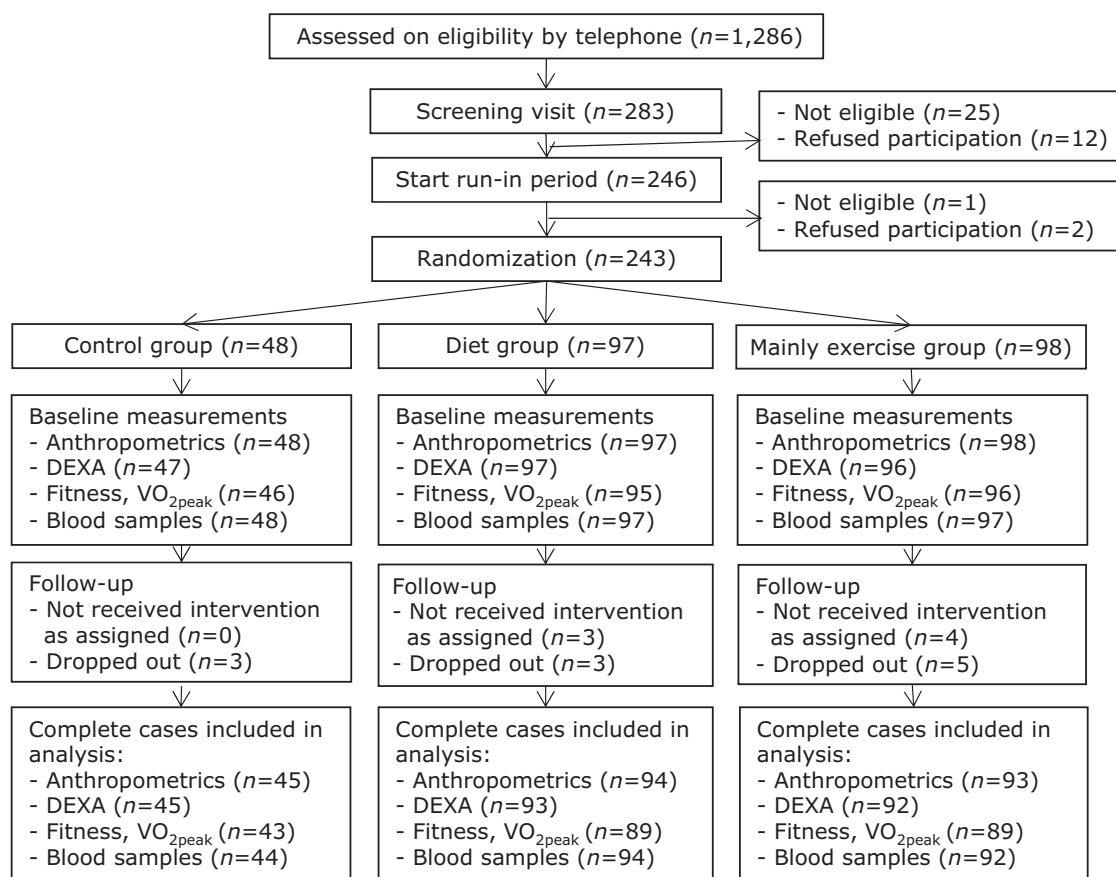 Assessed on eligibility by telephone (n=1,286)
Screening visit (n=283)
- Not eligible (n=25)
- Refused participation (n=12)
Start run-in period (n=246)
- Not eligible (n=1)
- Refused participation (n=2)
Randomization (n=243)
Control group (n=48)
Diet group (n=97)
Mainly exercise group (n=98)
Baseline measurements
- Anthropometrics (n=48)
- DEXA (n=47)
- Fitness, VO2peak (n=46)
- Blood samples (n=48)
Baseline measurements
- Anthropometrics (n=97)
- DEXA (n=97)
- Fitness, VO2peak (n=95)
- Blood samples (n=97)
Baseline measurements
- Anthropometrics (n=98)
- DEXA (n=96)
- Fitness, VO2peak (n=96)
- Blood samples (n=97)
Follow-up
- Not received intervention
as assigned (n=0)
- Dropped out (n=3)
Follow-up
- Not received intervention
as assigned (n=3)
- Dropped out (n=3)
Follow-up
- Not received intervention
as assigned (n=4)
- Dropped out (n=5)
Complete cases included in
analysis:
- Anthropometrics (n=45)
- DEXA (n=45)
- Fitness, VO2peak (n=43)
- Blood samples (n=44)
Complete cases included in
analysis:
- Anthropometrics (n=94)
- DEXA (n=93)
- Fitness, VO2peak (n=89)
- Blood samples (n=94)
Complete cases included in
analysis:
- Anthropometrics (n=93)
- DEXA (n=92)
- Fitness, VO2peak (n=89)
- Blood samples (n=92)